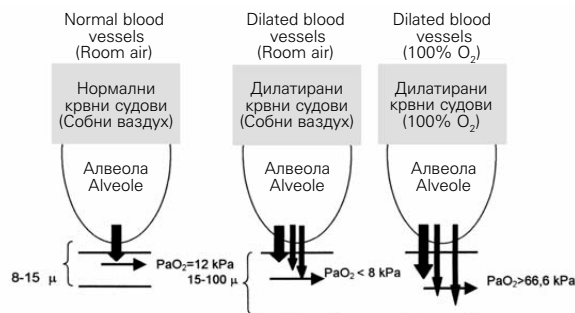 Normal blood
vessels
(Room air)
Нормални
крвни судови
(Собни ваздух)
Алвеола
Alveole
8-15 μ
PaO₂=12 kPa
Dilated blood
vessels
(Room air)
Дилатирани
крвни судови
(Собни ваздух)
Алвеола
Alveole
15-100 μ
PaO₂ < 8 kPa
Dilated blood
vessels
(100% O₂)
Дилатирани
крвни судови
(100% O₂)
Алвеола
Alveole
PaO₂>66,6 kPa